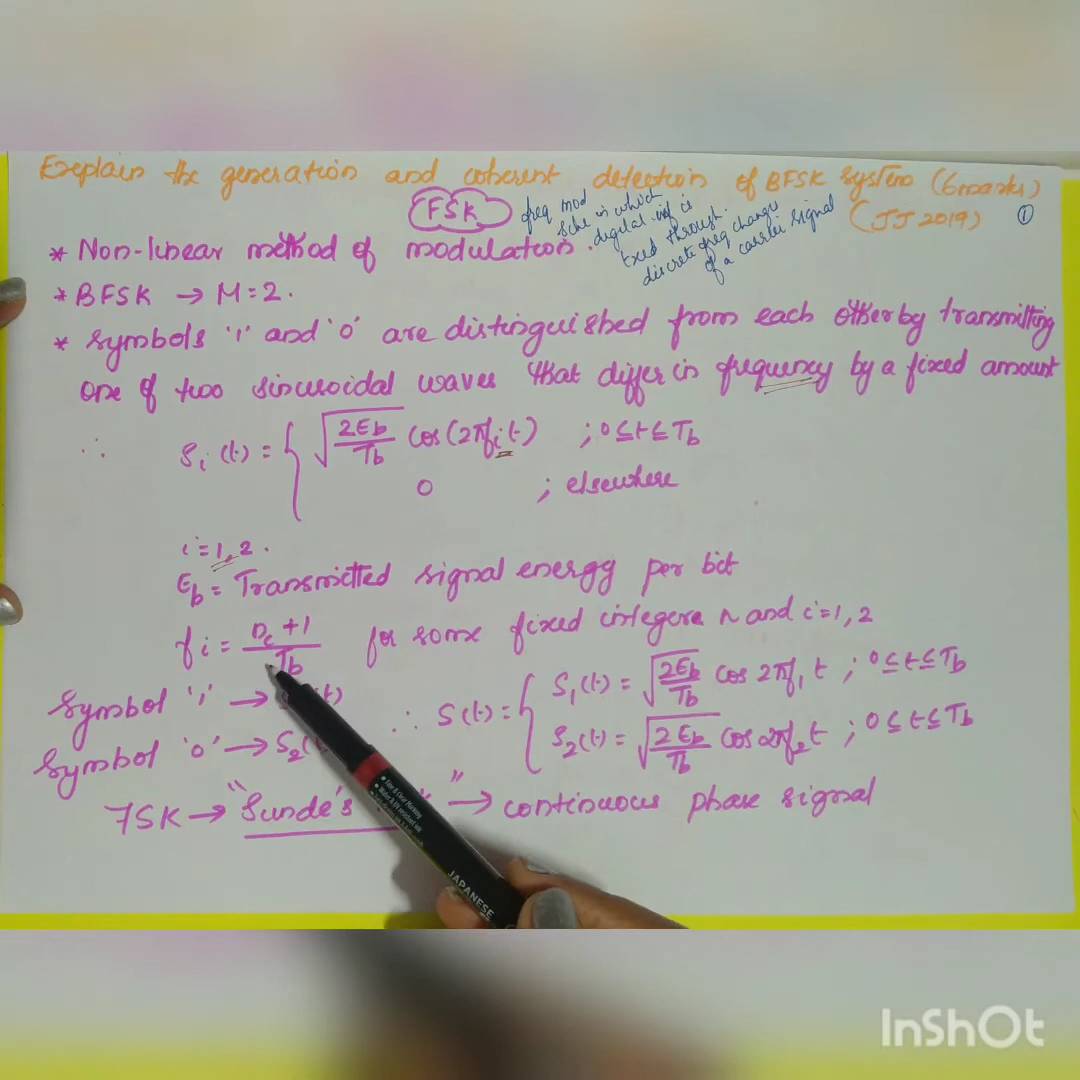 Explain the generation and coherent detection of BFSK system (6marks)
(JJ 2019) ①
FSK
freq mod
sche in which
digital inf is
txed through
discrete freq change
of a carrier signal
* Non-linear method of modulation.
* BFSK → M=2.
* Symbols '1' and '0' are distinguished from each other by transmitting
one of two sinusoidal waves that differ in frequency by a fixed amount
∴ Si(t) = { √(2Eb/Tb) cos(2πfit) ; 0≤t≤Tb
0 ; elsewhere
i=1,2.
Eb = Transmitted signal energy per bit
fi = (nc+1)/Tb for some fixed integer n and i=1,2
Symbol '1' → (t)
Symbol '0' → S2(t
∴ S(t) = { S1(t) = √(2Eb/Tb) cos 2πf1t ; 0≤t≤Tb
S2(t) = √(2Eb/Tb) cos 2πf2t ; 0≤t≤Tb
FSK → "Sunde's " → continuous phase signal
JAPANESE
InShOt